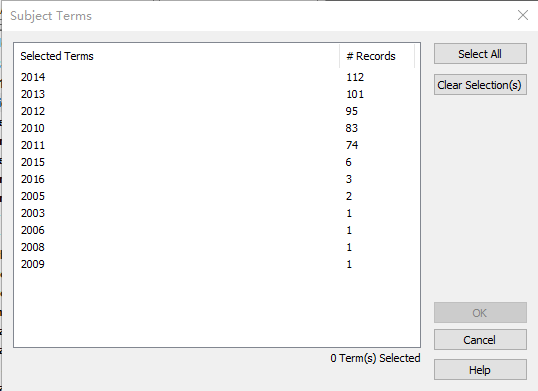 Subject Terms
Selected Terms # Records
2014 112
2013 101
2012 95
2010 83
2011 74
2015 6
2016 3
2005 2
2003 1
2006 1
2008 1
2009 1
0 Term(s) Selected
Select All
Clear Selection(s)
OK
Cancel
Help